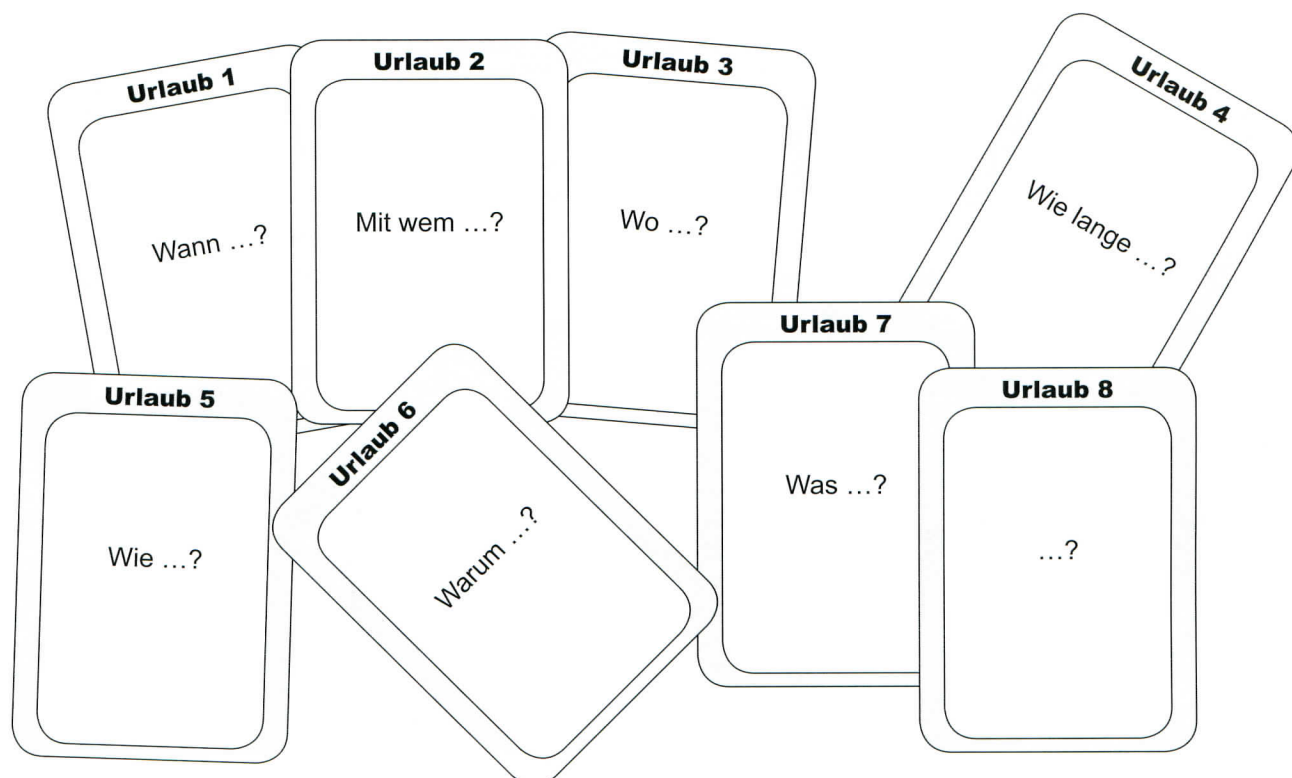 Urlaub 1
Wann ...?
Urlaub 2
Mit wem ...?
Urlaub 3
Wo ...?
Urlaub 4
Wie lange ...?
Urlaub 5
Wie ...?
Urlaub 6
Warum ...?
Urlaub 7
Was ...?
Urlaub 8
...?